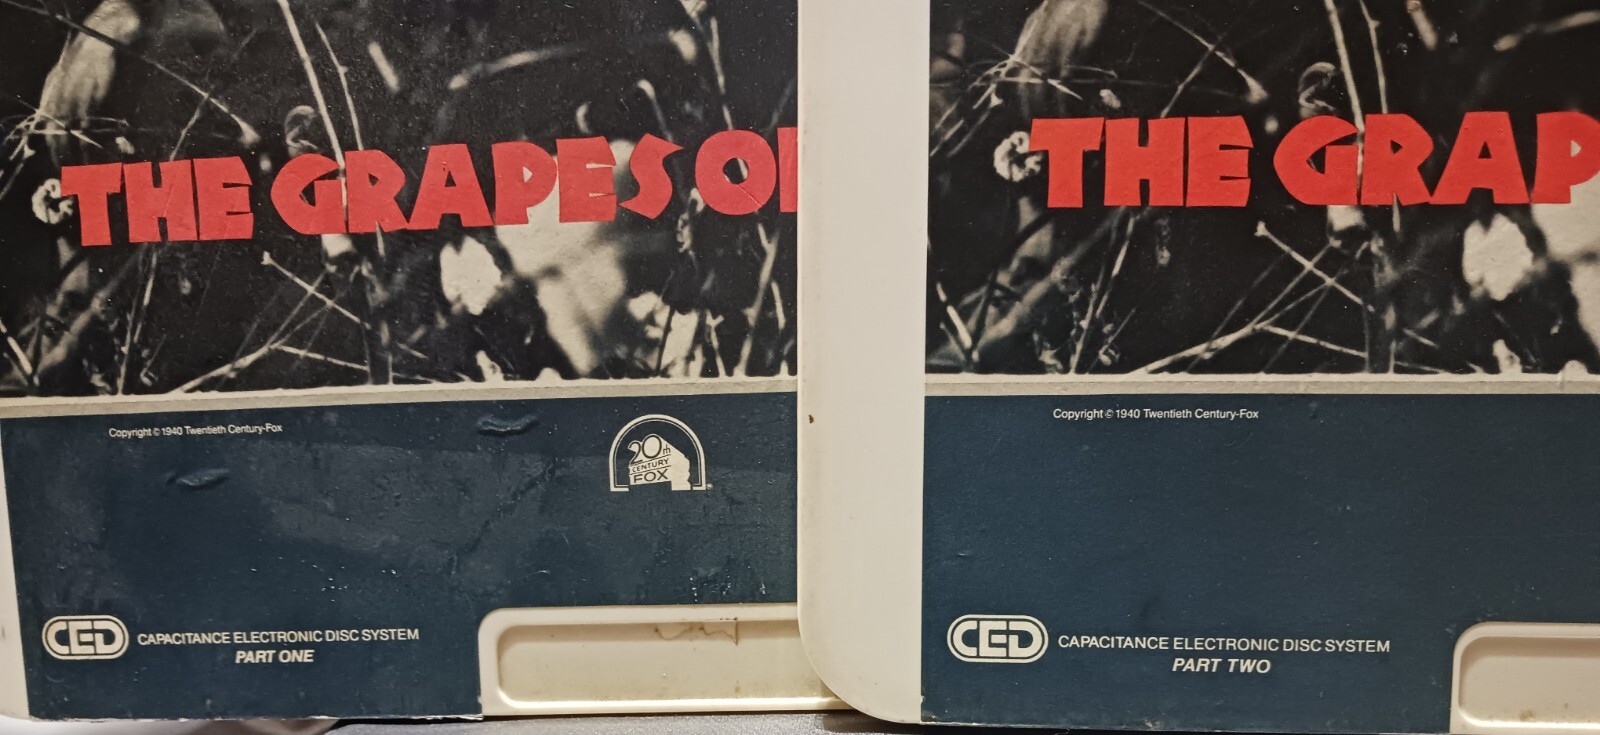 THE GRAPES OF
Copyright © 1940 Twentieth Century-Fox
20th
CENTURY
FOX
CED CAPACITANCE ELECTRONIC DISC SYSTEM
PART ONE
THE GRAP
Copyright © 1940 Twentieth Century-Fox
CED CAPACITANCE ELECTRONIC DISC SYSTEM
PART TWO